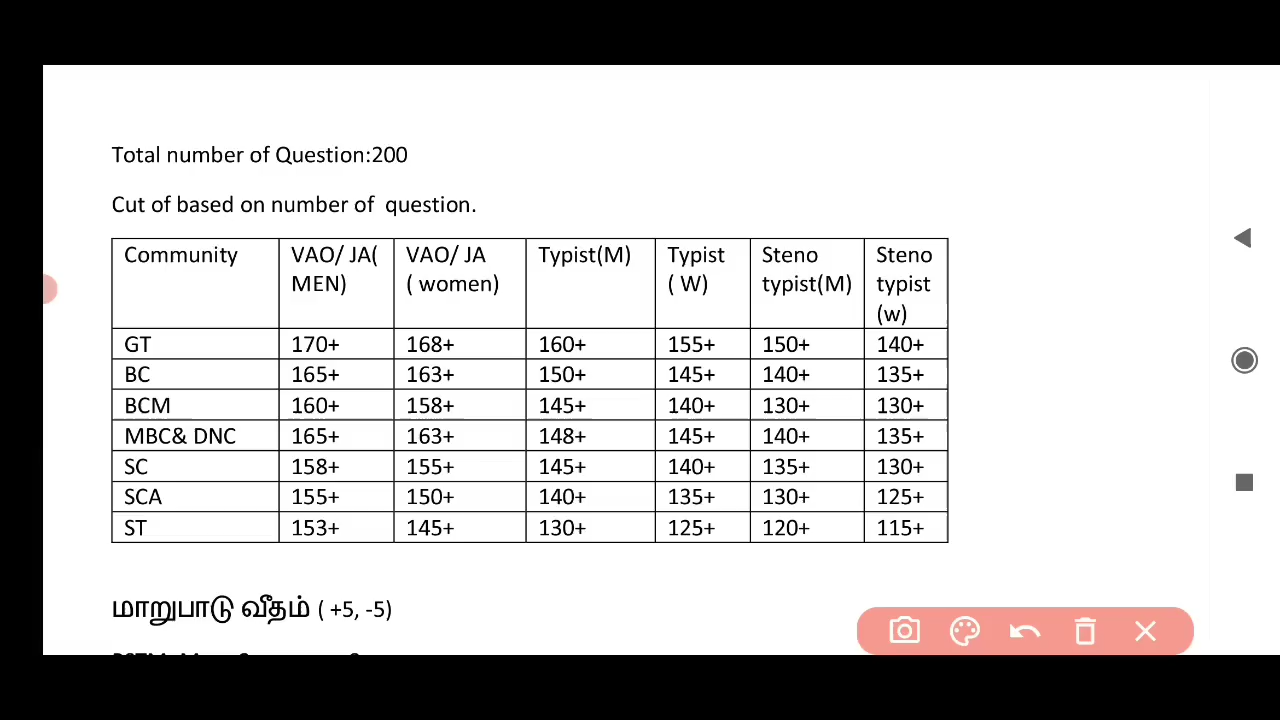 Total number of Question:200
Cut of based on number of question.
Community VAO/ JA( MEN) VAO/ JA ( women) Typist(M) Typist ( W) Steno typist(M) Steno typist (w)
GT 170+ 168+ 160+ 155+ 150+ 140+
BC 165+ 163+ 150+ 145+ 140+ 135+
BCM 160+ 158+ 145+ 140+ 130+ 130+
MBC& DNC 165+ 163+ 148+ 145+ 140+ 135+
SC 158+ 155+ 145+ 140+ 135+ 130+
SCA 155+ 150+ 140+ 135+ 130+ 125+
ST 153+ 145+ 130+ 125+ 120+ 115+
மாறுபாடு வீதம் ( +5, -5)